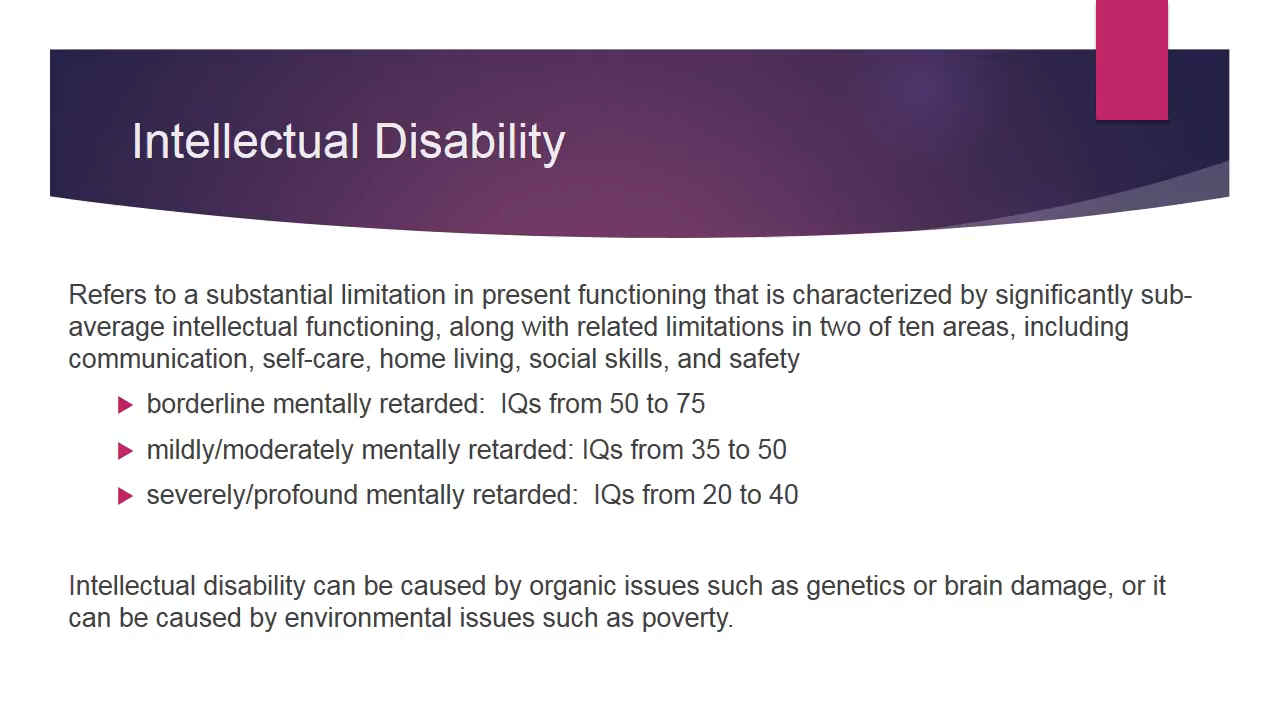 Intellectual Disability
Refers to a substantial limitation in present functioning that is characterized by significantly sub-
average intellectual functioning, along with related limitations in two of ten areas, including
communication, self-care, home living, social skills, and safety
borderline mentally retarded:  IQs from 50 to 75
mildly/moderately mentally retarded: IQs from 35 to 50
severely/profound mentally retarded:  IQs from 20 to 40
Intellectual disability can be caused by organic issues such as genetics or brain damage, or it
can be caused by environmental issues such as poverty.